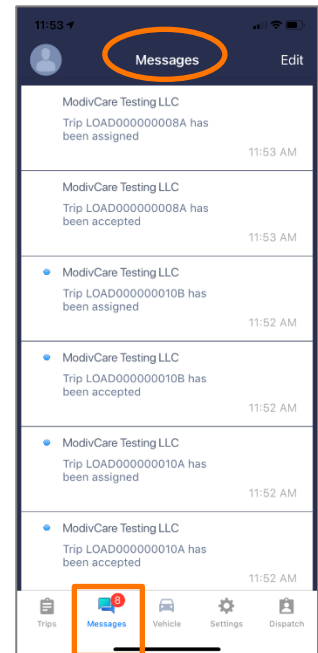 11:53
Messages
Edit
ModivCare Testing LLC
Trip LOAD000000008A has
been assigned
11:53 AM
ModivCare Testing LLC
Trip LOAD000000008A has
been accepted
11:53 AM
ModivCare Testing LLC
Trip LOAD000000010B has
been assigned
11:52 AM
ModivCare Testing LLC
Trip LOAD000000010B has
been accepted
11:52 AM
ModivCare Testing LLC
Trip LOAD000000010A has
been assigned
11:52 AM
ModivCare Testing LLC
Trip LOAD000000010A has
been accepted
11:52 AM
8
Trips Messages Vehicle Settings Dispatch